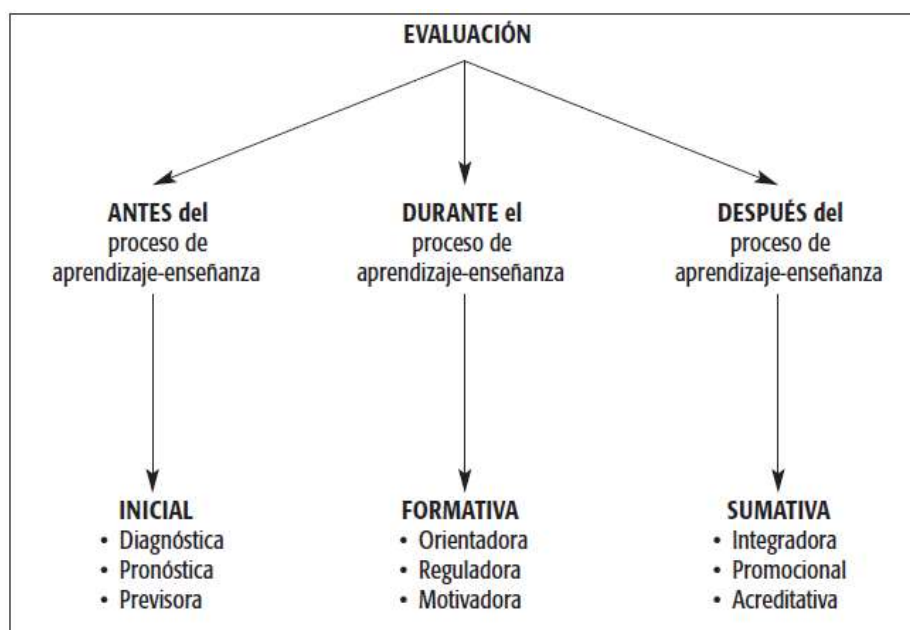 EVALUACIÓN
ANTES del
proceso de
aprendizaje-enseñanza
DURANTE el
proceso de
aprendizaje-enseñanza
DESPUÉS del
proceso de
aprendizaje-enseñanza
INICIAL
• Diagnóstica
• Pronóstica
• Previsora
FORMATIVA
• Orientadora
• Reguladora
• Motivadora
SUMATIVA
• Integradora
• Promocional
• Acreditativa